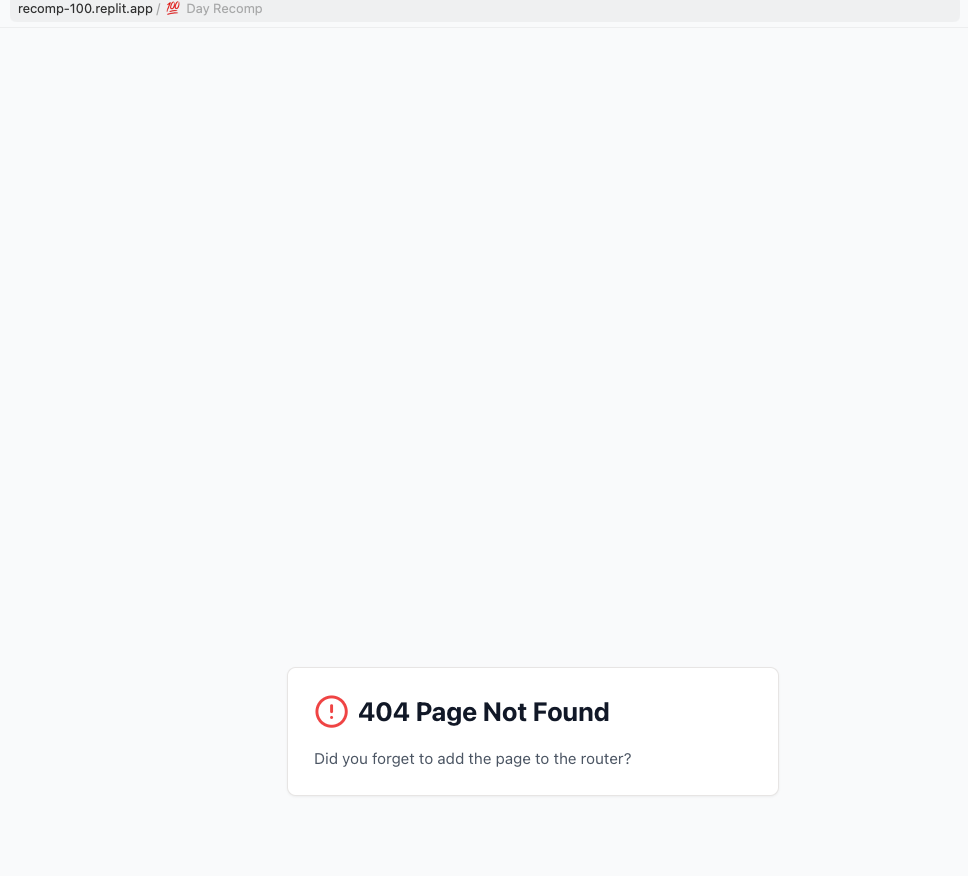 recomp-100.replit.app / 💯 Day Recomp
404 Page Not Found
Did you forget to add the page to the router?